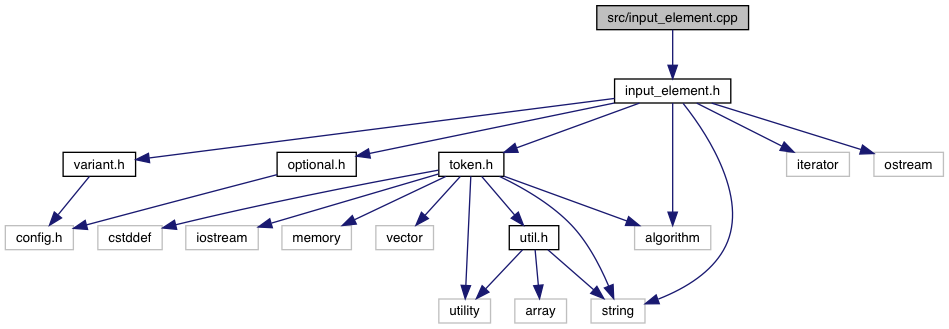 src/input_element.cpp
input_element.h
variant.h
optional.h
token.h
iterator
ostream
config.h
cstddef
iostream
memory
vector
util.h
algorithm
utility
array
string